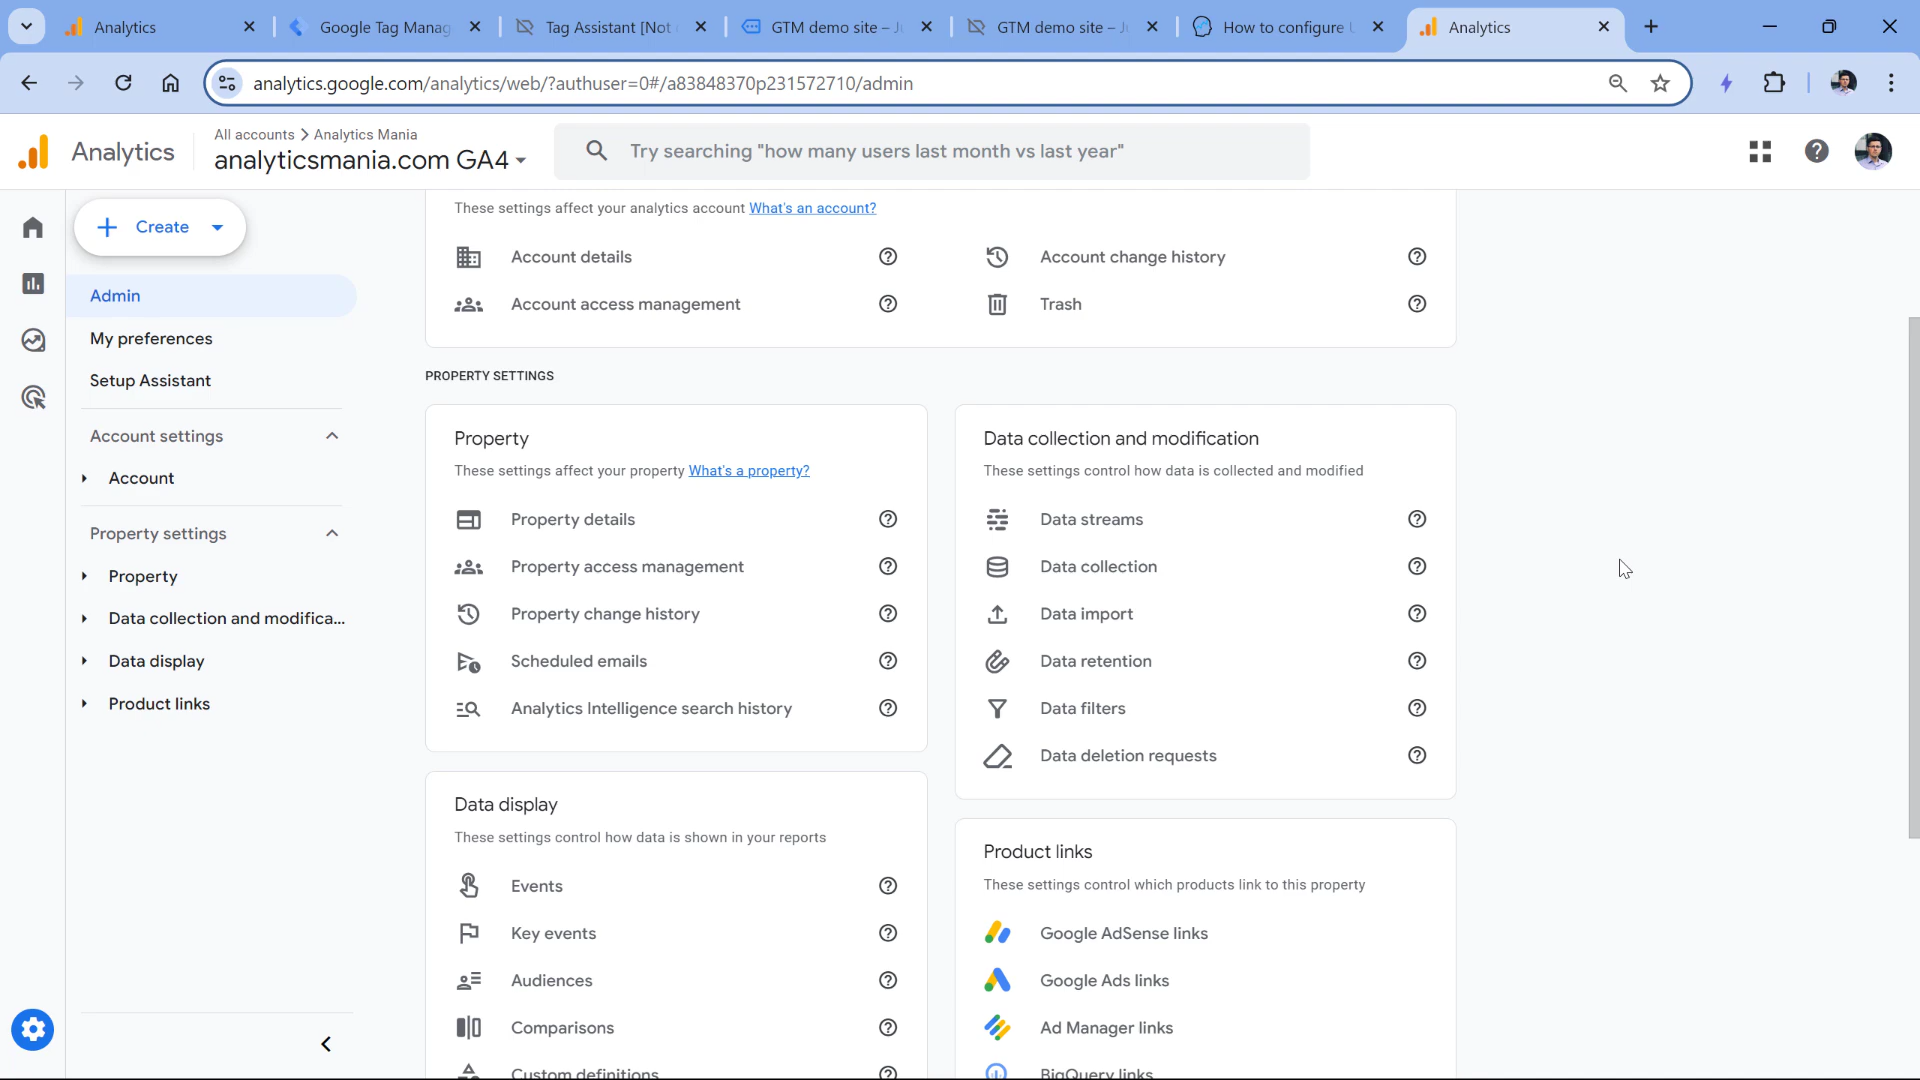 Analytics
Google Tag Manag
Tag Assistant [Not
GTM demo site – Ju
GTM demo site – Ju
How to configure
Analytics
analytics.google.com/analytics/web/?authuser=0#/a83848370p231572710/admin
Analytics
All accounts > Analytics Mania
analyticsmania.com GA4
Try searching "how many users last month vs last year"
Create
Admin
My preferences
Setup Assistant
Account settings
Account
Property settings
Property
Data collection and modifica...
Data display
Product links
These settings affect your analytics account What's an account?
Account details
Account change history
Account access management
Trash
PROPERTY SETTINGS
Property
These settings affect your property What's a property?
Property details
Property access management
Property change history
Scheduled emails
Analytics Intelligence search history
Data collection and modification
These settings control how data is collected and modified
Data streams
Data collection
Data import
Data retention
Data filters
Data deletion requests
Data display
These settings control how data is shown in your reports
Events
Key events
Audiences
Comparisons
Custom definitions
Product links
These settings control which products link to this property
Google AdSense links
Google Ads links
Ad Manager links
BigQuery links